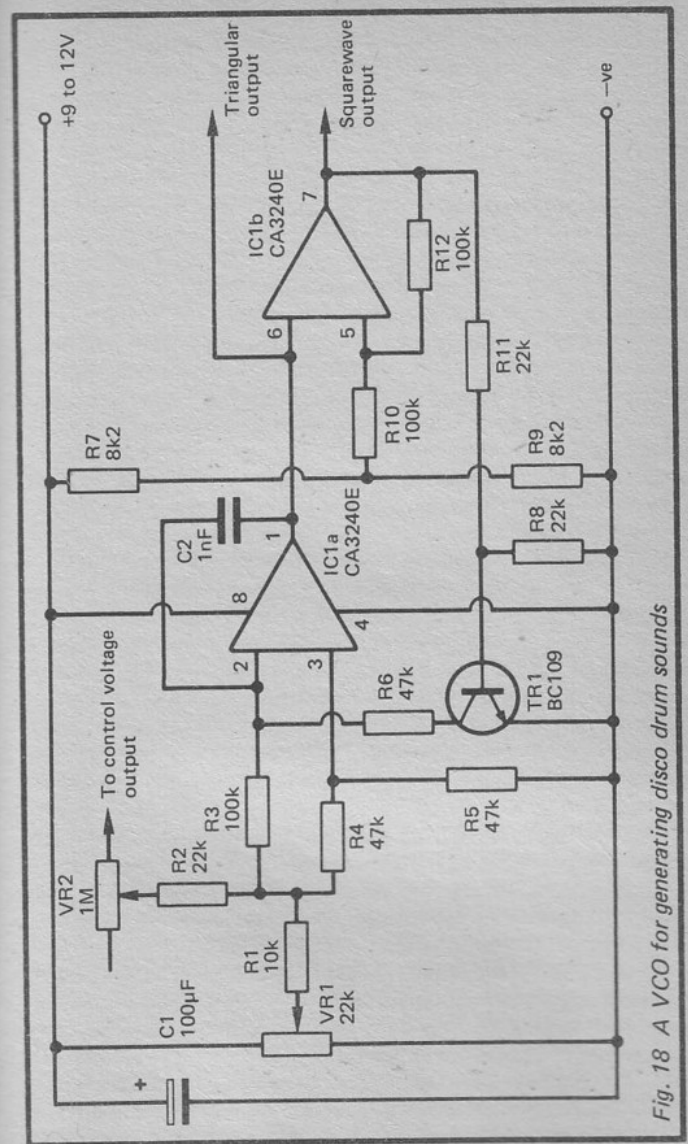 +9 to 12V
Triangular
output
Squarewave
output
−ve
To control voltage
output
VR2
1M
C1
100µF
+
VR1
22k
R1
10k
R2
22k
R3
100k
R4
47k
R5
47k
R6
47k
TR1
BC109
C2
1nF
2
3
8
4
1
IC1a
CA3240E
R7
8k2
R8
22k
R9
8k2
R10
100k
R11
22k
R12
100k
6
5
7
IC1b
CA3240E
Fig. 18 A VCO for generating disco drum sounds